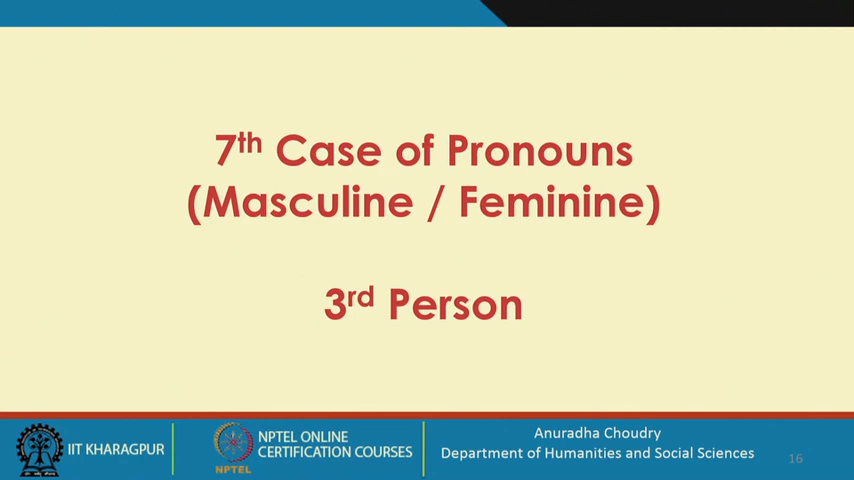 7th Case of Pronouns
(Masculine / Feminine)
3rd Person
IIT KHARAGPUR
NPTEL
NPTEL ONLINE
CERTIFICATION COURSES
Anuradha Choudry
Department of Humanities and Social Sciences
16